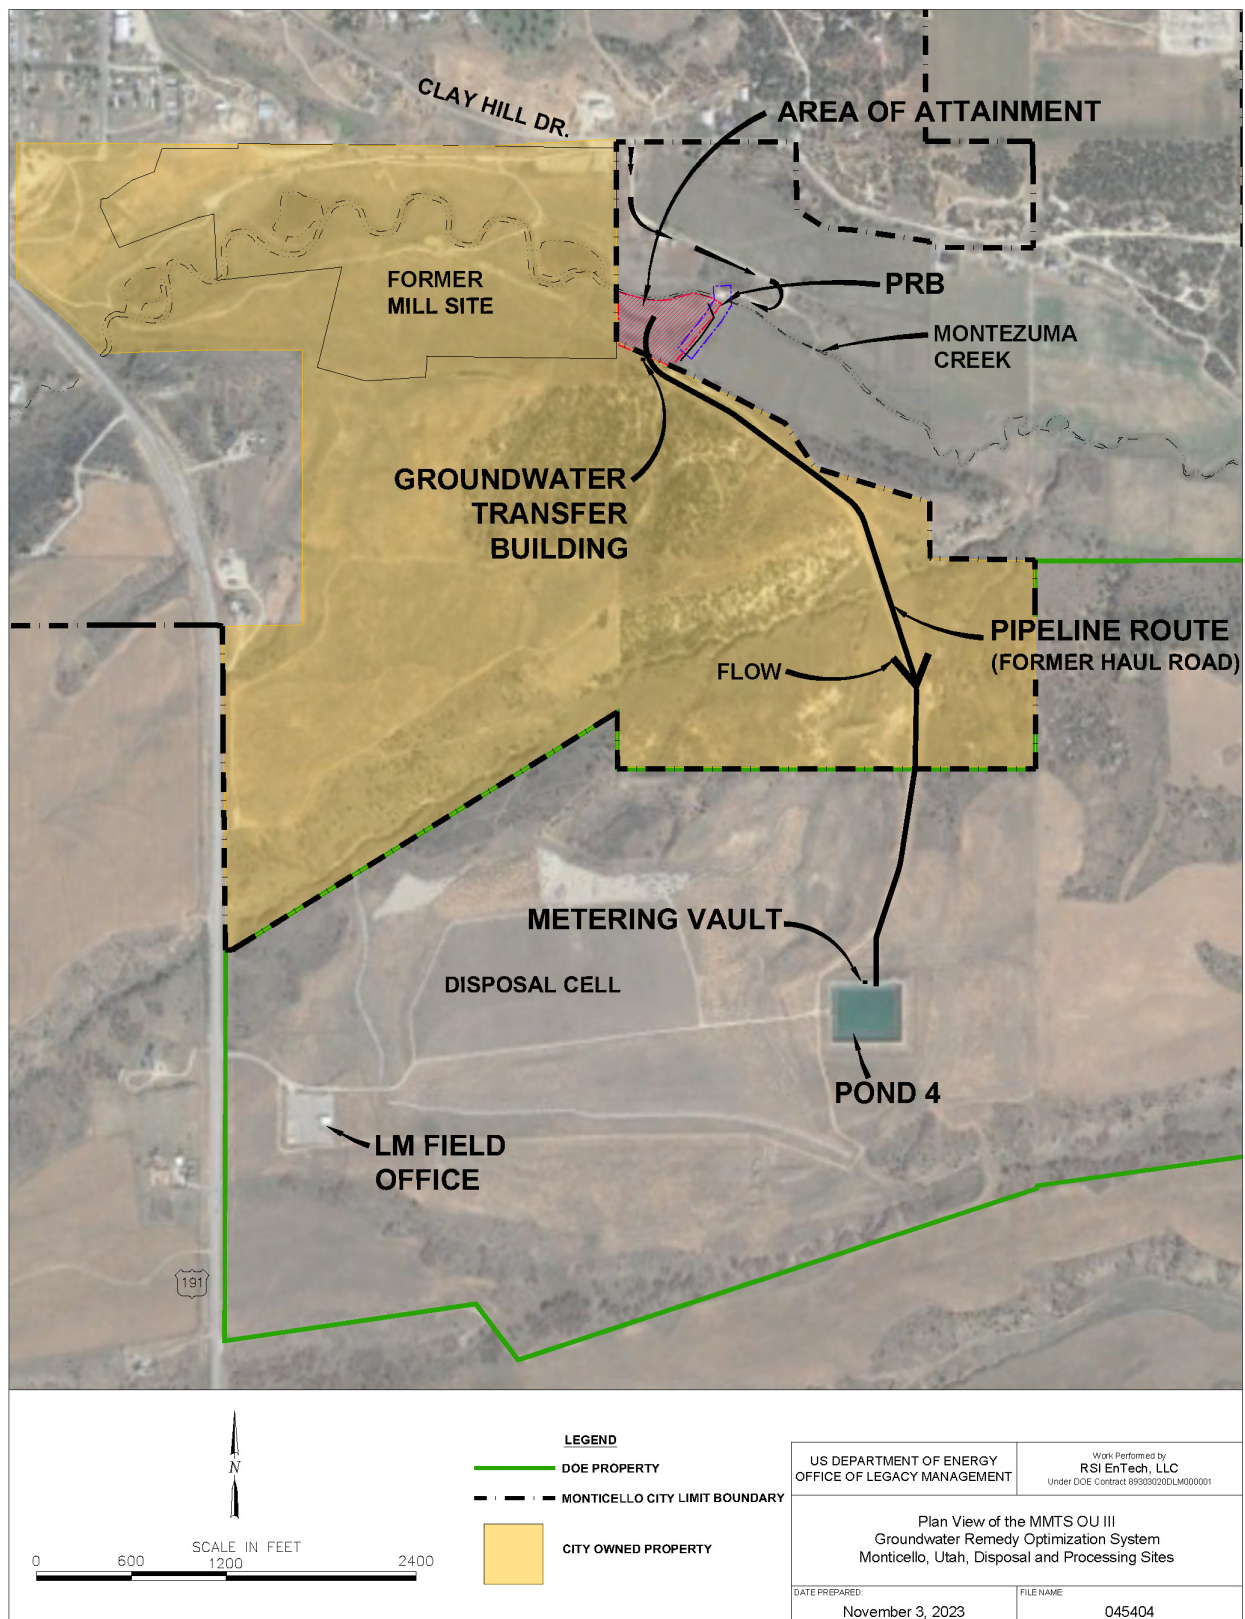 CLAY HILL DR.
AREA OF ATTAINMENT
FORMER
MILL SITE
PRB
MONTEZUMA
CREEK
GROUNDWATER
TRANSFER
BUILDING
PIPELINE ROUTE
(FORMER HAUL ROAD)
FLOW
METERING VAULT
DISPOSAL CELL
POND 4
LM FIELD
OFFICE
191
N
SCALE IN FEET
0 600 1200 2400
LEGEND
DOE PROPERTY
MONTICELLO CITY LIMIT BOUNDARY
CITY OWNED PROPERTY
US DEPARTMENT OF ENERGY
OFFICE OF LEGACY MANAGEMENT
Work Performed by
RSI EnTech, LLC
Under DOE Contract 89303020DLM000001
Plan View of the MMTS OU III
Groundwater Remedy Optimization System
Monticello, Utah, Disposal and Processing Sites
DATE PREPARED:
November 3, 2023
FILE NAME:
045404